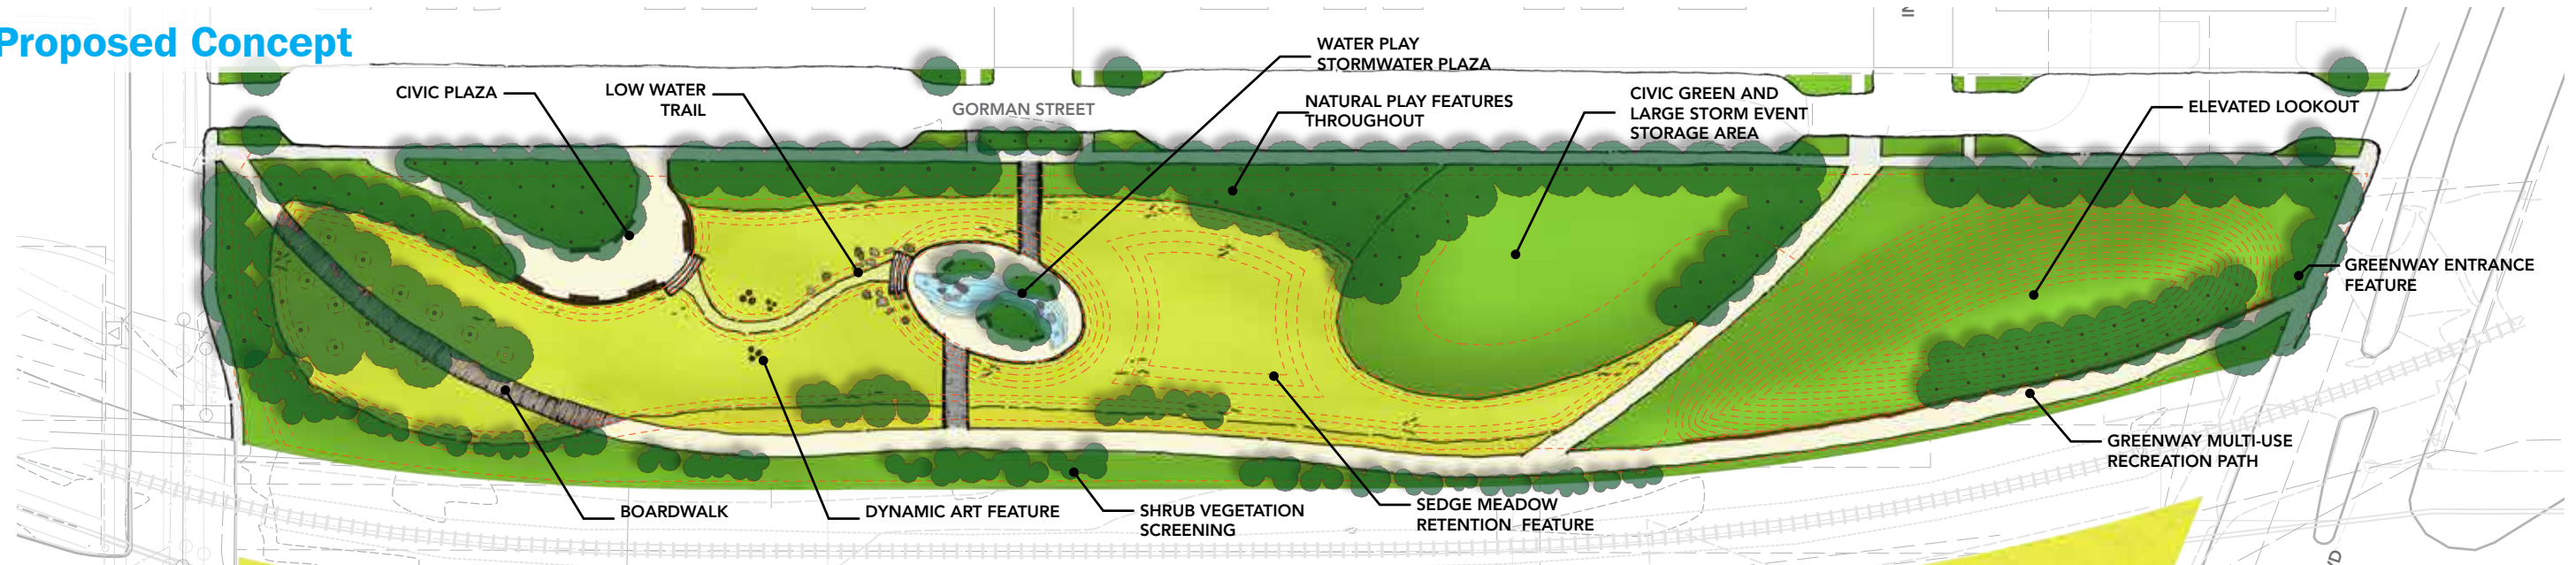 Proposed Concept
WATER PLAY
STORMWATER PLAZA
CIVIC PLAZA
LOW WATER
TRAIL
GORMAN STREET
NATURAL PLAY FEATURES
THROUGHOUT
CIVIC GREEN AND
LARGE STORM EVENT
STORAGE AREA
ELEVATED LOOKOUT
GREENWAY ENTRANCE
FEATURE
GREENWAY MULTI-USE
RECREATION PATH
BOARDWALK
DYNAMIC ART FEATURE
SHRUB VEGETATION
SCREENING
SEDGE MEADOW
RETENTION FEATURE